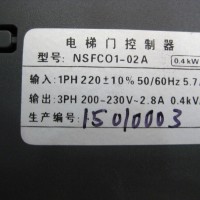 电梯门控制器
型号: NSFC01-02A 0.4kW
输入: 1PH 220±10% 50/60Hz 5.7
输出: 3PH 200-230V~2.8A 0.4kV
生产编号: 15010003